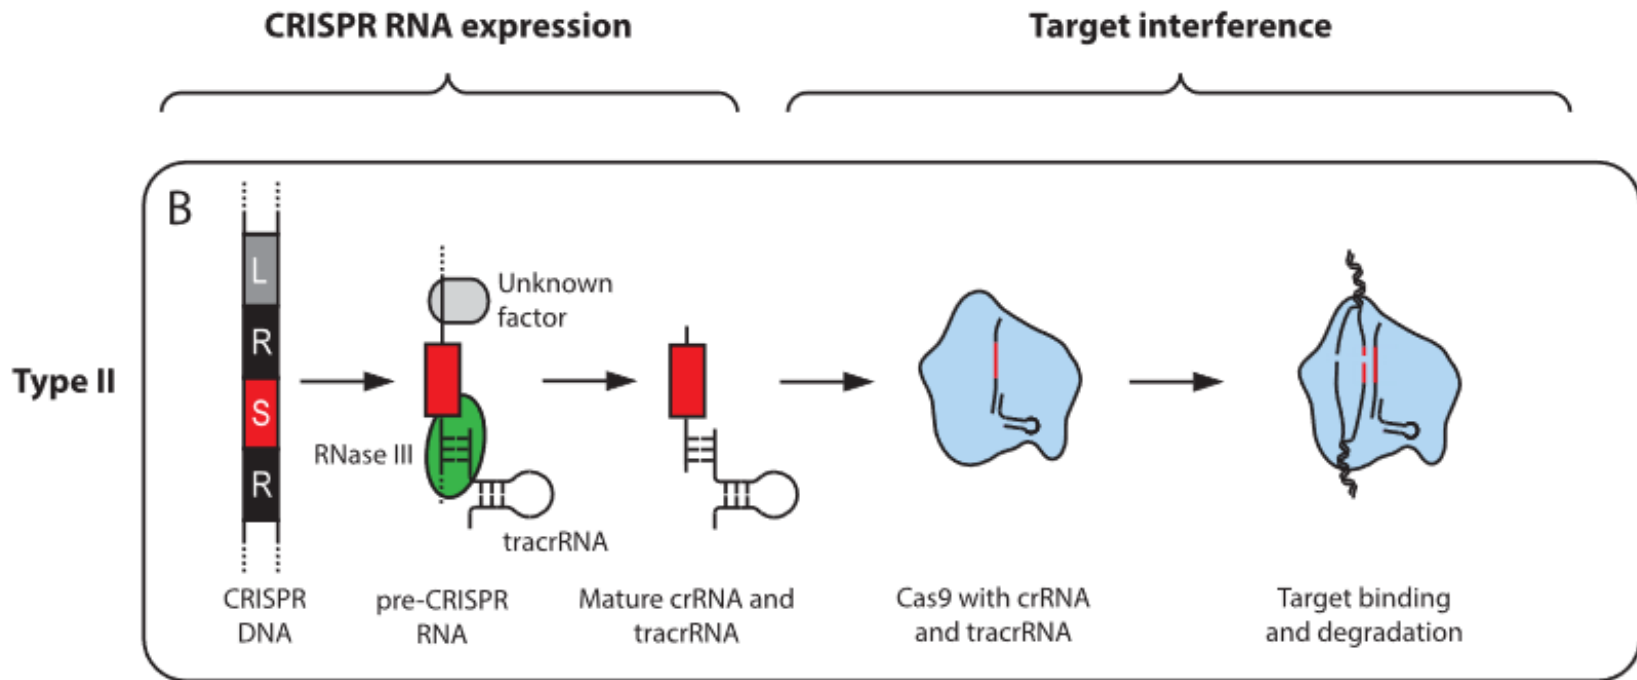 CRISPR RNA expression
Target interference
B
L
R
S
R
Unknown
factor
Type II
RNase III
tracrRNA
CRISPR
DNA
pre-CRISPR
RNA
Mature crRNA and
tracrRNA
Cas9 with crRNA
and tracrRNA
Target binding
and degradation